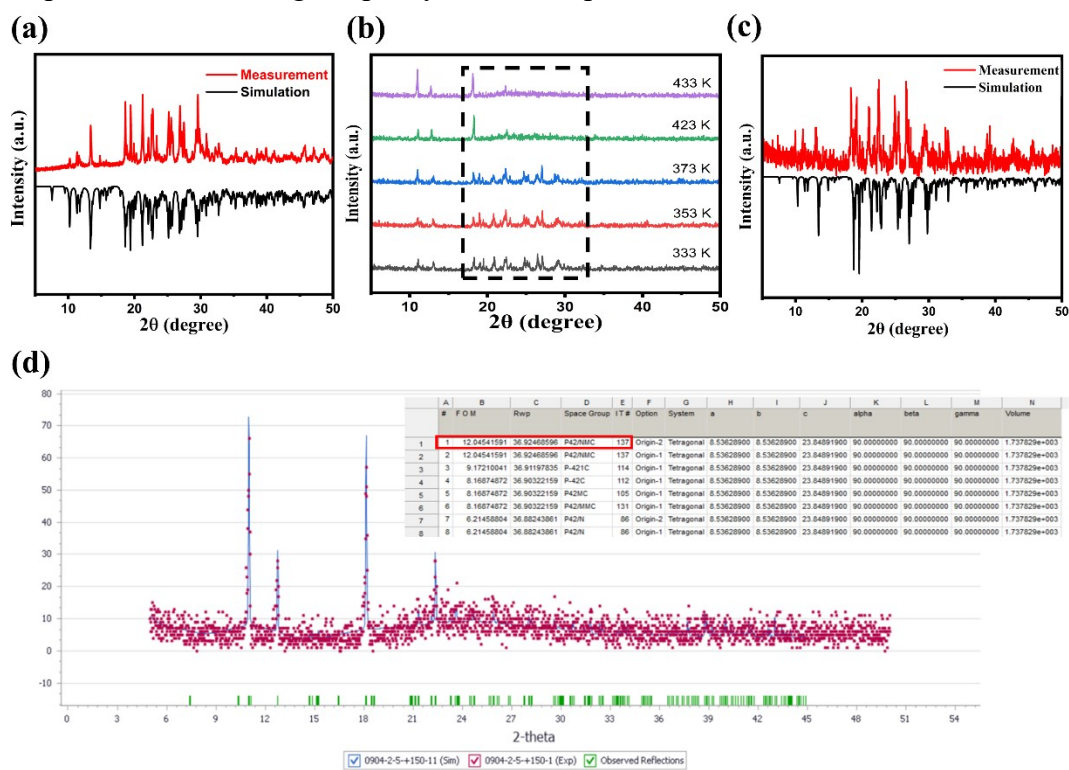 (a)
(b)
(c)
Measurement
Simulation
Intensity (a.u.)
10 20 30 40 50
2θ (degree)
433 K
423 K
373 K
353 K
333 K
Intensity (a.u.)
10 20 30 40 50
2θ (degree)
Measurement
Simulation
Intensity (a.u.)
10 20 30 40 50
2θ (degree)
(d)
80
70
60
50
40
30
20
10
0
-10
A B C D E F G H I J K L M N
# F O M Rwp Space Group I T # Option System a b c alpha beta gamma Volume
1 1 12.04541591 36.92468596 P42/NMC 137 Origin-2 Tetragonal 8.53628900 8.53628900 23.84891900 90.00000000 90.00000000 90.00000000 1.737829e+003
2 2 12.04541591 36.92468596 P42/NMC 137 Origin-1 Tetragonal 8.53628900 8.53628900 23.84891900 90.00000000 90.00000000 90.00000000 1.737829e+003
3 3 9.17210041 36.91197835 P-421C 114 Origin-1 Tetragonal 8.53628900 8.53628900 23.84891900 90.00000000 90.00000000 90.00000000 1.737829e+003
4 4 8.16874872 36.90322159 P-42C 112 Origin-1 Tetragonal 8.53628900 8.53628900 23.84891900 90.00000000 90.00000000 90.00000000 1.737829e+003
5 5 8.16874872 36.90322159 P42MC 105 Origin-1 Tetragonal 8.53628900 8.53628900 23.84891900 90.00000000 90.00000000 90.00000000 1.737829e+003
6 6 8.16874872 36.90322159 P42/MMC 131 Origin-1 Tetragonal 8.53628900 8.53628900 23.84891900 90.00000000 90.00000000 90.00000000 1.737829e+003
7 7 6.21458804 36.88243861 P42/N 86 Origin-2 Tetragonal 8.53628900 8.53628900 23.84891900 90.00000000 90.00000000 90.00000000 1.737829e+003
8 8 6.21458804 36.88243861 P42/N 86 Origin-1 Tetragonal 8.53628900 8.53628900 23.84891900 90.00000000 90.00000000 90.00000000 1.737829e+003
0 3 6 9 12 15 18 21 24 27 30 33 36 39 42 45 48 51 54
2-theta
0904-2-5-+150-11 (Sim) 0904-2-5-+150-1 (Exp) Observed Reflections